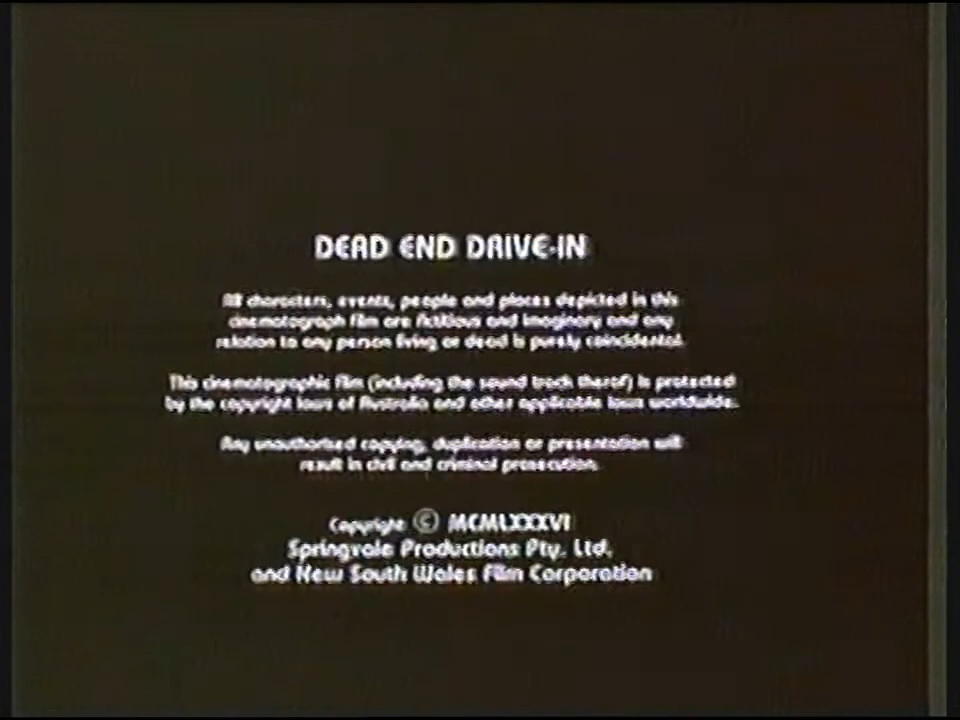 DEAD END DRIVE-IN
All characters, events, people and places depicted in this
cinematograph film are fictitious and imaginary and any
relation to any person living or dead is purely coincidental.
This cinematographic film (including the sound track therof) is protected
by the copyright laws of Australia and other applicable laws worldwide.
Any unauthorised copying, duplication or presentation will
result in civil and criminal prosecution.
Copyright © MCMLXXXVI
Springvale Productions Pty. Ltd.
and New South Wales Film Corporation